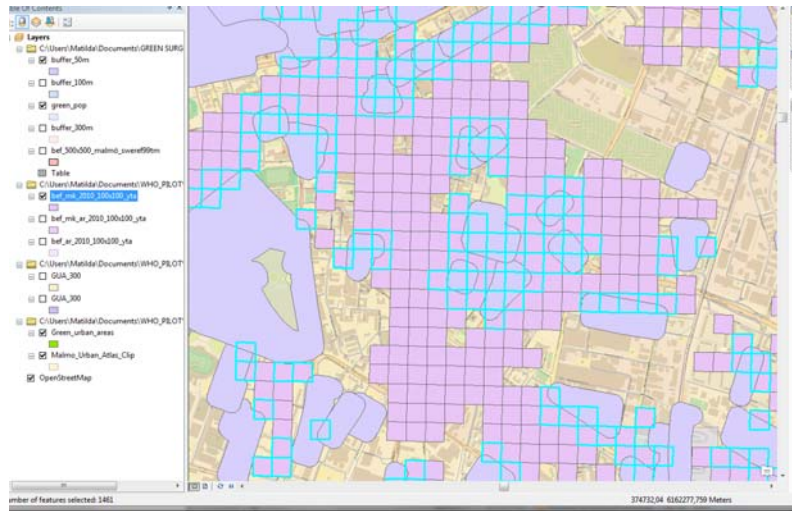 Table Of Contents
Layers
C:\Users\Matilda\Documents\GREEN SURG
buffer_50m
buffer_100m
green_pop
buffer_300m
bef_500x500_malmö_sweref99tm
Table
C:\Users\Matilda\Documents\WHO_PILOT
bef_mk_2010_100x100_yta
bef_mk_ar_2010_100x100_yta
bef_ar_2010_100x100_yta
C:\Users\Matilda\Documents\WHO_PILOT
GUA_300
GUA_300
C:\Users\Matilda\Documents\WHO_PILOT
Green_urban_areas
Malmo_Urban_Atlas_Clip
OpenStreetMap
umber of features selected: 1461
374732,04 6162277,759 Meters